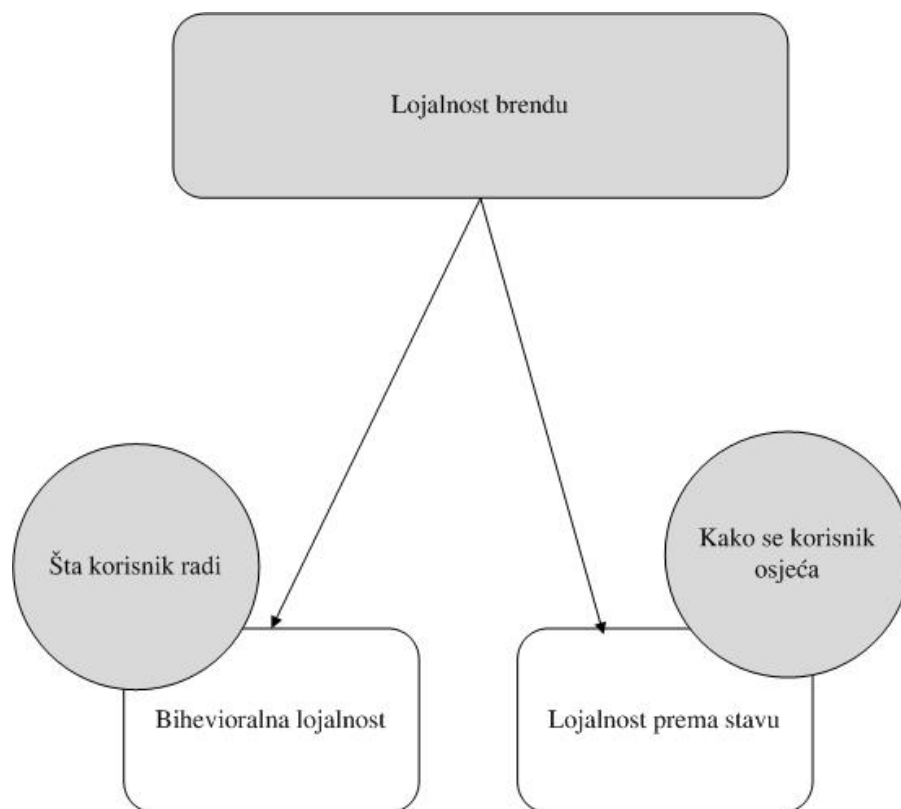 Lojalnost brendu
Šta korisnik radi
Kako se korisnik
osjeća
Bihevioralna lojalnost
Lojalnost prema stavu